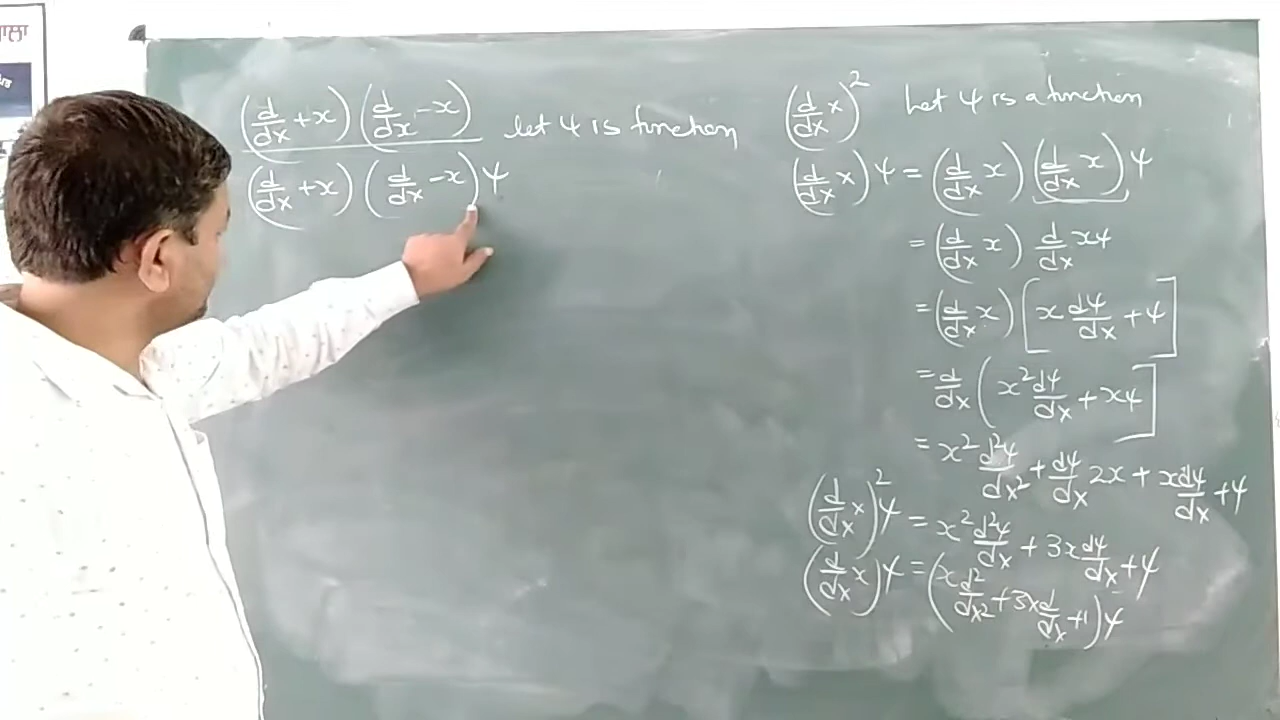 ਾਲਾ
(d/dx + x) (d/dx - x) let ψ is function
(d/dx + x) (d/dx - x) ψ
(d/dx x)² Let ψ is a function
(d/dx x) ψ = (d/dx x) (d/dx x) ψ
= (d/dx x) d/dx xψ
= (d/dx x) [x dψ/dx + ψ]
= d/dx (x² dψ/dx + xψ]
= x² d²ψ/dx² + dψ/dx 2x + x dψ/dx + ψ
(d/dx x)² ψ = x² d²ψ/dx + 3x dψ/dx + ψ
(d/dx x) ψ = (x d²/dx² + 3x d/dx + 1) ψ